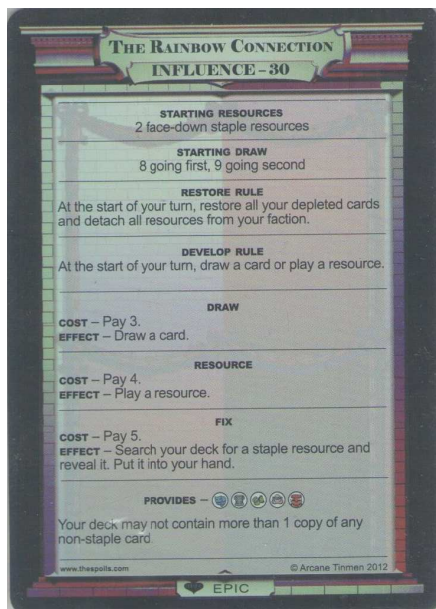 THE RAINBOW CONNECTION
INFLUENCE – 30
STARTING RESOURCES
2 face-down staple resources
STARTING DRAW
8 going first, 9 going second
RESTORE RULE
At the start of your turn, restore all your depleted cards
and detach all resources from your faction.
DEVELOP RULE
At the start of your turn, draw a card or play a resource.
DRAW
COST – Pay 3.
EFFECT – Draw a card.
RESOURCE
COST – Pay 4.
EFFECT – Play a resource.
FIX
COST – Pay 5.
EFFECT – Search your deck for a staple resource and
reveal it. Put it into your hand.
PROVIDES –
Your deck may not contain more than 1 copy of any
non-staple card.
www.thespoils.com © Arcane Tinmen 2012
EPIC